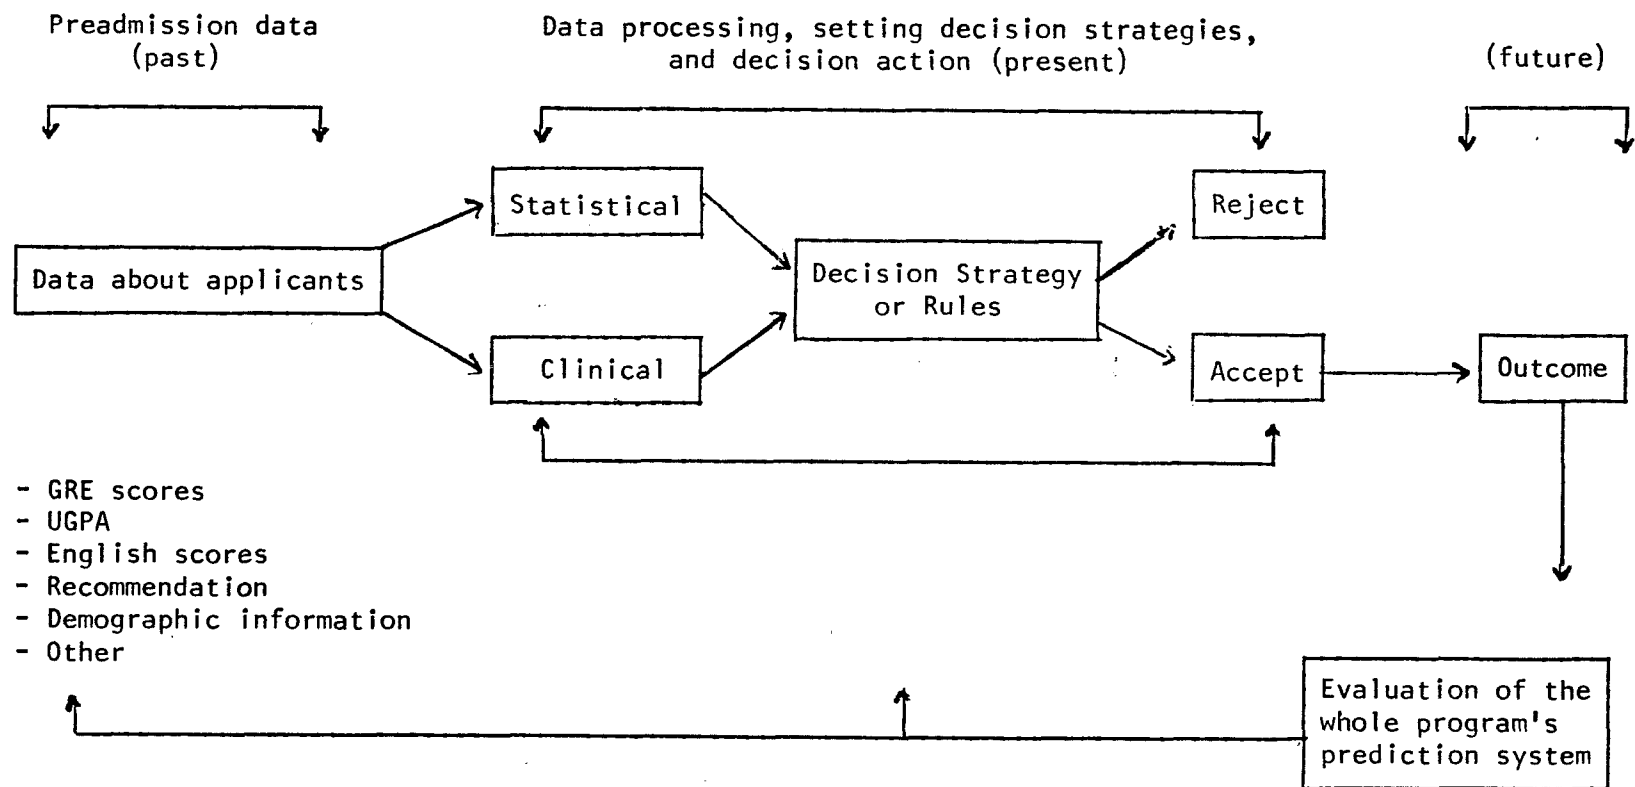 Preadmission data
(past)
Data processing, setting decision strategies,
and decision action (present)
(future)
Statistical
Reject
Data about applicants
Decision Strategy
or Rules
Clinical
Accept
Outcome
- GRE scores
- UGPA
- English scores
- Recommendation
- Demographic information
- Other
Evaluation of the
whole program's
prediction system